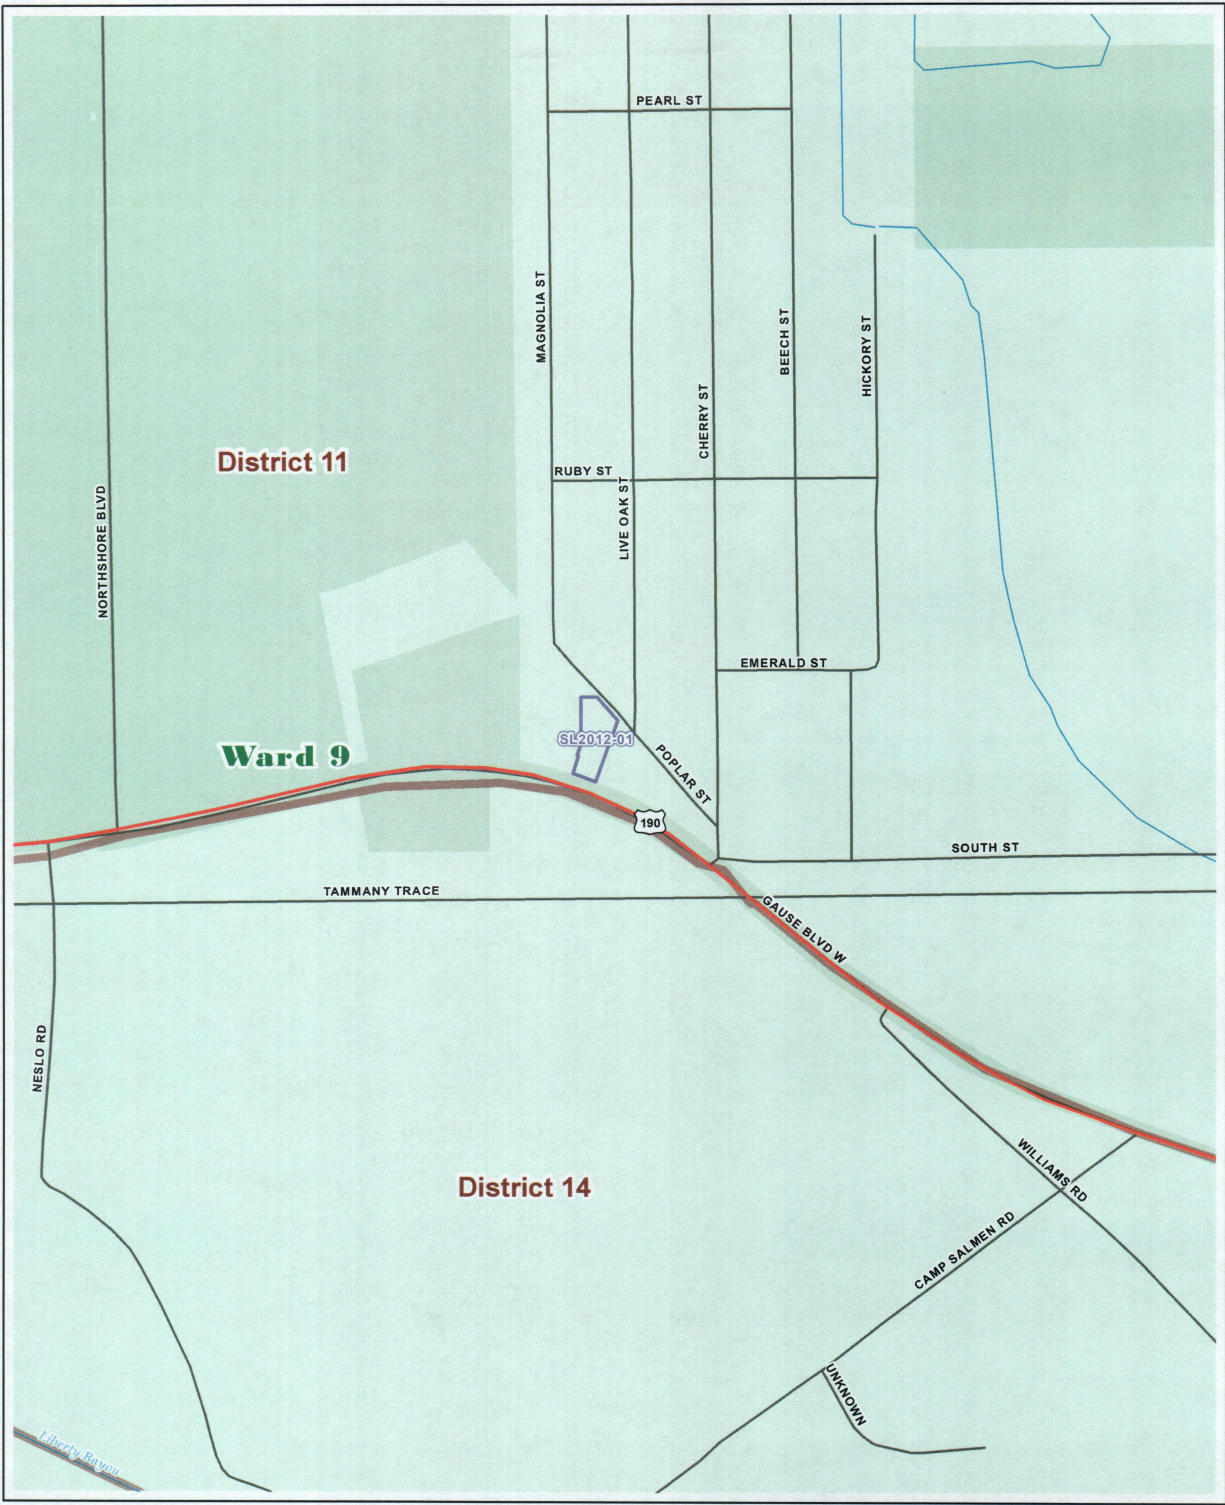 PEARL ST
MAGNOLIA ST
BEECH ST
HICKORY ST
CHERRY ST
District 11
RUBY ST
LIVE OAK ST
NORTHSHORE BLVD
EMERALD ST
SL2012-01
Ward 9
POPLAR ST
190
SOUTH ST
TAMMANY TRACE
GAUSE BLVD W
NESLO RD
WILLIAMS RD
District 14
CAMP SALMEN RD
UNKNOWN
Liberty Bayou